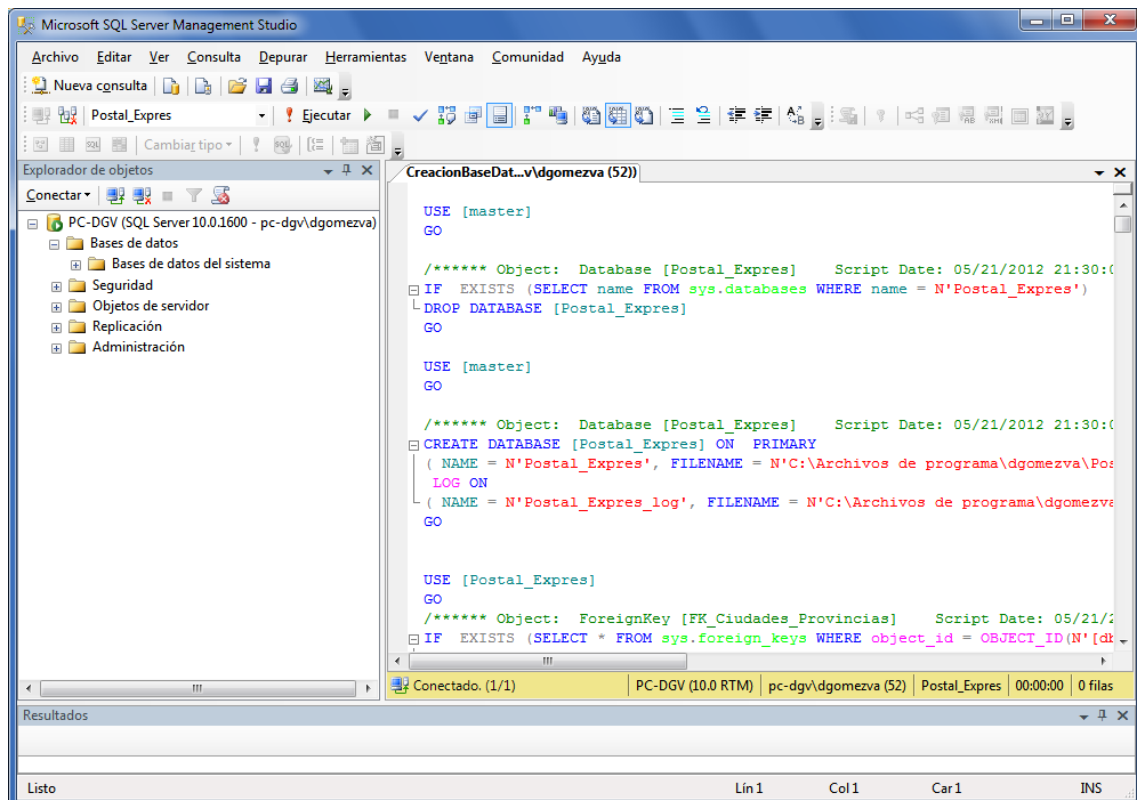 Microsoft SQL Server Management Studio
Archivo Editar Ver Consulta Depurar Herramientas Ventana Comunidad Ayuda
Nueva consulta
Postal_Expres Ejecutar
Cambiar tipo
Explorador de objetos
Conectar
PC-DGV (SQL Server 10.0.1600 - pc-dgv\dgomezva)
Bases de datos
Bases de datos del sistema
Seguridad
Objetos de servidor
Replicación
Administración
CreacionBaseDat...v\dgomezva (52))
USE [master]
GO
/****** Object:  Database [Postal_Expres]    Script Date: 05/21/2012 21:30:0
IF  EXISTS (SELECT name FROM sys.databases WHERE name = N'Postal_Expres')
DROP DATABASE [Postal_Expres]
GO
USE [master]
GO
/****** Object:  Database [Postal_Expres]    Script Date: 05/21/2012 21:30:0
CREATE DATABASE [Postal_Expres] ON  PRIMARY
( NAME = N'Postal_Expres', FILENAME = N'C:\Archivos de programa\dgomezva\Pos
LOG ON
( NAME = N'Postal_Expres_log', FILENAME = N'C:\Archivos de programa\dgomezva
GO
USE [Postal_Expres]
GO
/****** Object:  ForeignKey [FK_Ciudades_Provincias]    Script Date: 05/21/2
IF  EXISTS (SELECT * FROM sys.foreign_keys WHERE object_id = OBJECT_ID(N'[db
Conectado. (1/1) PC-DGV (10.0 RTM) pc-dgv\dgomezva (52) Postal_Expres 00:00:00 0 filas
Resultados
Listo Lín 1 Col 1 Car 1 INS